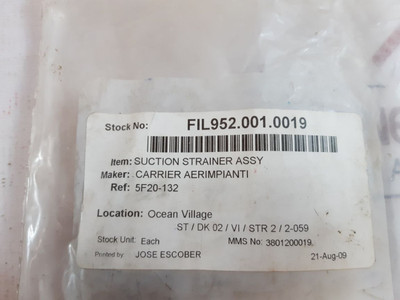 Stock No: FIL952.001.0019
Item: SUCTION STRAINER ASSY
Maker: CARRIER AERIMPIANTI
Ref: 5F20-132
Location: Ocean Village
ST / DK 02 / VI / STR 2 / 2-059
Stock Unit: Each MMS No: 3801200019.
Printed by JOSE ESCOBER 21-Aug-09